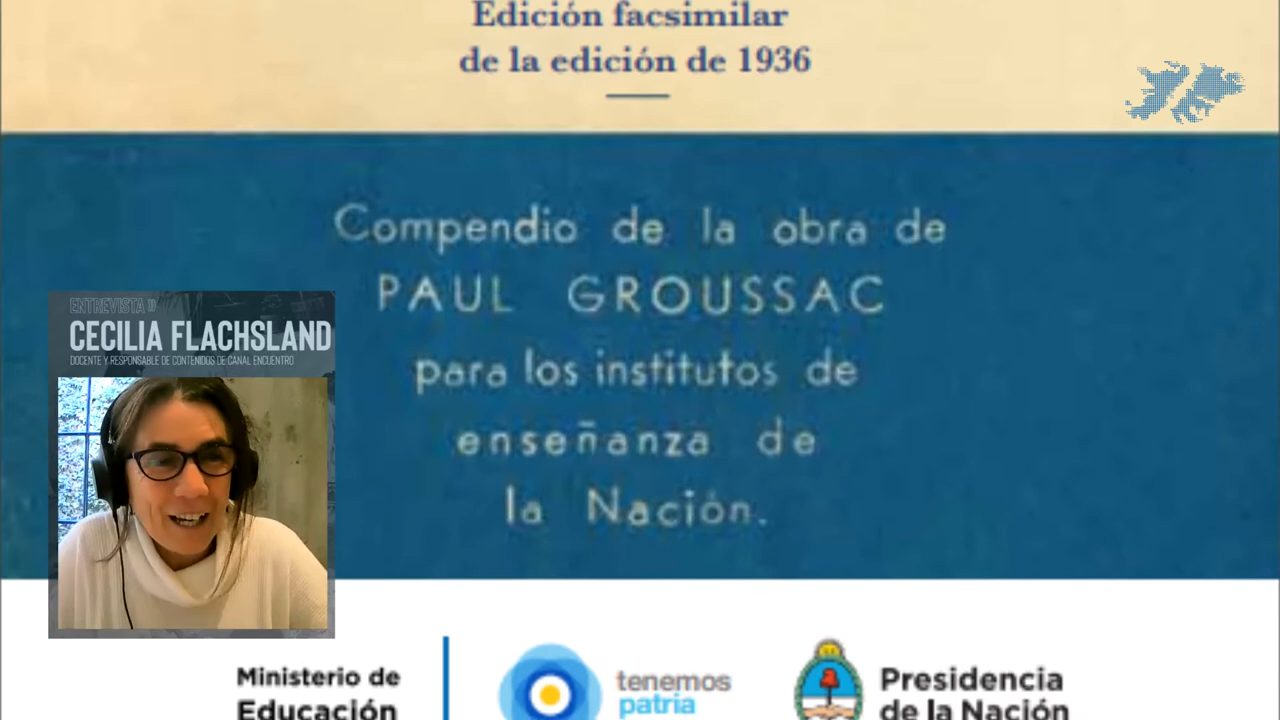 Edición facsimilar
de la edición de 1936
Compendio de la obra de
PAUL GROUSSAC
para los institutos de
enseñanza de
la Nación.
ENTREVISTA
CECILIA FLACHSLAND
DOCENTE Y RESPONSABLE DE CONTENIDOS DE CANAL ENCUENTRO
Ministerio de
Educación
tenemos
patria
Presidencia
de la Nación